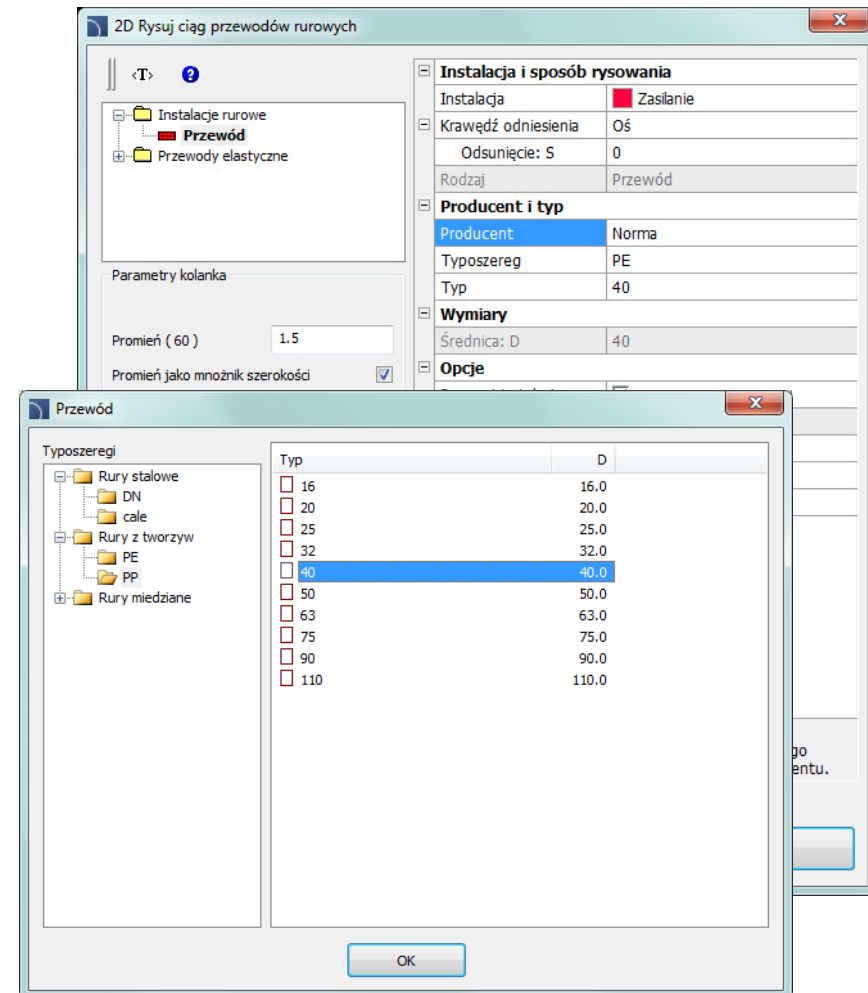 2D Rysuj ciąg przewodów rurowych
x
<T> ?
Instalacje rurowe
Przewód
Przewody elastyczne
Parametry kolanka
Promień ( 60 ) 1.5
Promień jako mnożnik szerokości
Instalacja i sposób rysowania
Instalacja Zasilanie
Krawędź odniesienia Oś
Odsunięcie: S 0
Rodzaj Przewód
Producent i typ
Producent Norma
Typoszereg PE
Typ 40
Wymiary
Średnica: D 40
Opcje
go
entu.
Przewód
x
Typoszeregi
Rury stalowe
DN
cale
Rury z tworzyw
PE
PP
Rury miedziane
Typ D
16 16.0
20 20.0
25 25.0
32 32.0
40 40.0
50 50.0
63 63.0
75 75.0
90 90.0
110 110.0
OK